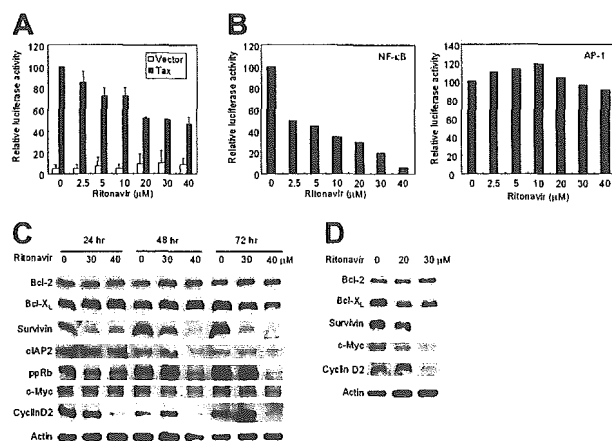 A
Relative luciferase activity
120
100
80
60
40
20
0
Vector
Tax
0 2.5 5 10 20 30 40
Ritonavir (μM)
B
Relative luciferase activity
120
100
80
60
40
20
0
NF-κB
0 2.5 5 10 20 30 40
Ritonavir (μM)
Relative luciferase activity
140
120
100
80
60
40
20
0
AP-1
0 2.5 5 10 20 30 40
Ritonavir (μM)
C
24 hr 48 hr 72 hr
Ritonavir 0 30 40 0 30 40 0 30 40 μM
Bcl-2
Bcl-XL
Survivin
cIAP2
ppRb
c-Myc
CyclinD2
Actin
D
Ritonavir 0 20 30 μM
Bcl-2
Bcl-XL
Survivin
c-Myc
Cyclin D2
Actin